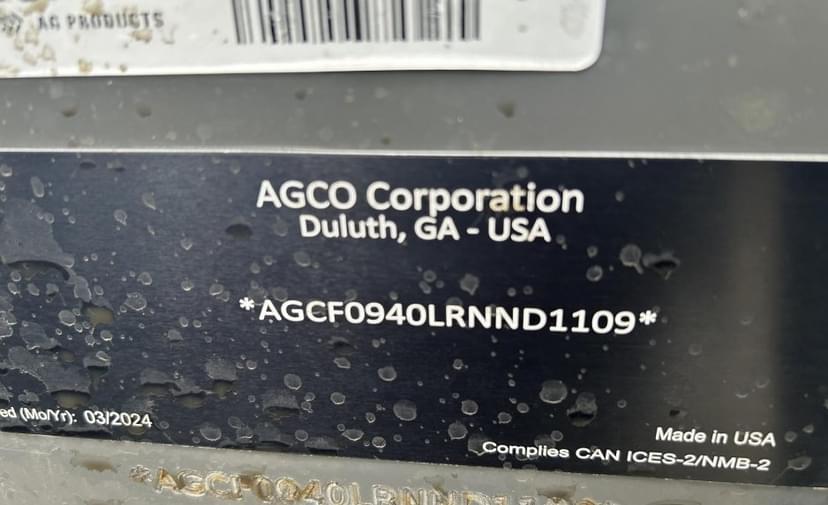 AG PRODUCTS
AGCO Corporation
Duluth, GA - USA
*AGCF0940LRNND1109*
ed (Mo/Yr): 03/2024
Made in USA
Complies CAN ICES-2/NMB-2